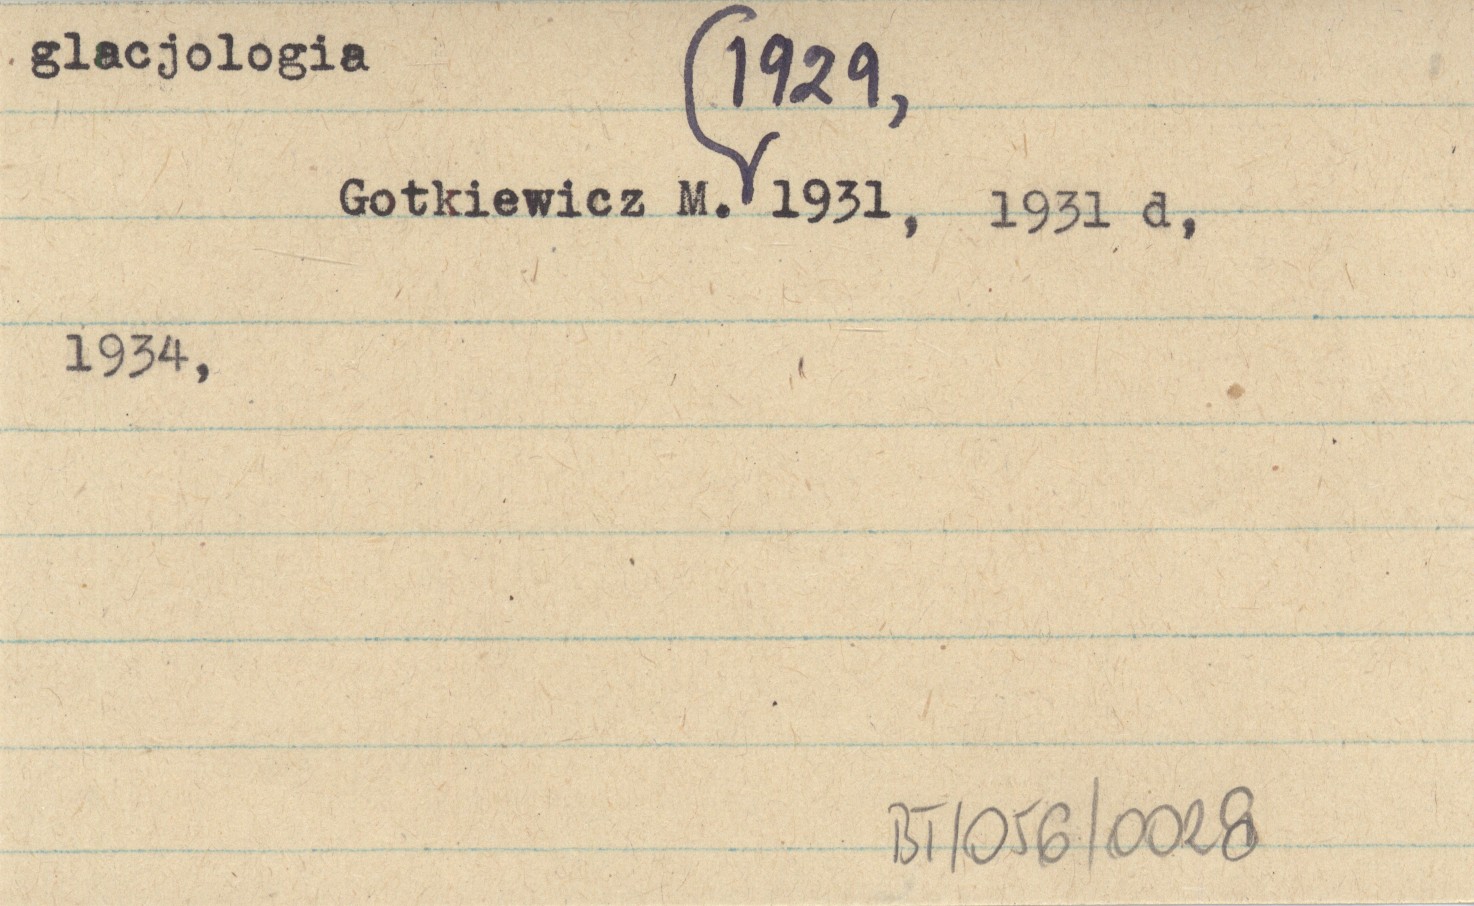 glacjologia
1929,
Gotkiewicz M. 1931, 1931 d,
1934,
BT/056/0028